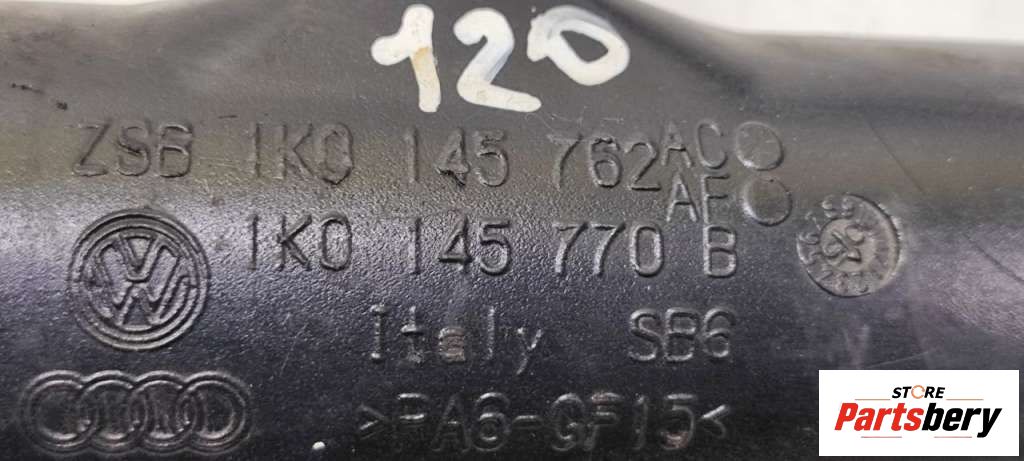 120
ZSB 1K0 145 762 AC
AF
1K0 145 770 B
Italy SB6
>PA6-GF15<
STORE
Partsbery